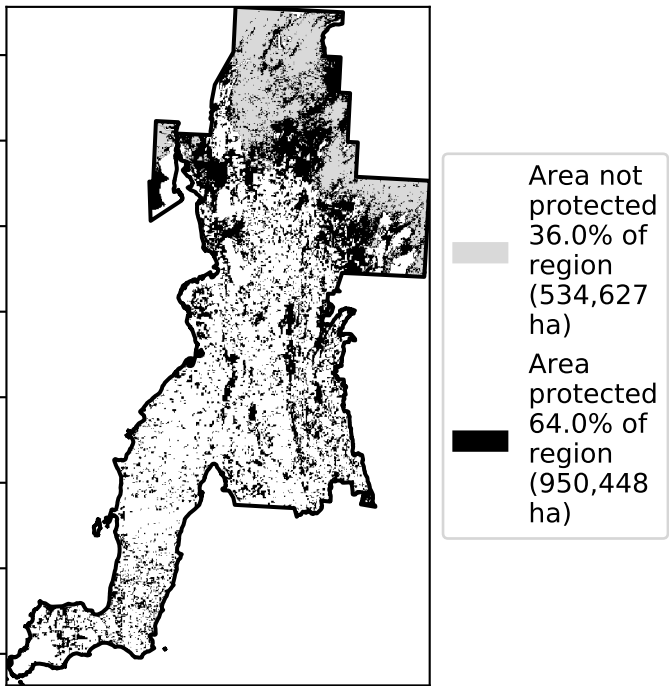 Area not
protected
36.0% of
region
(534,627
ha)
Area
protected
64.0% of
region
(950,448
ha)